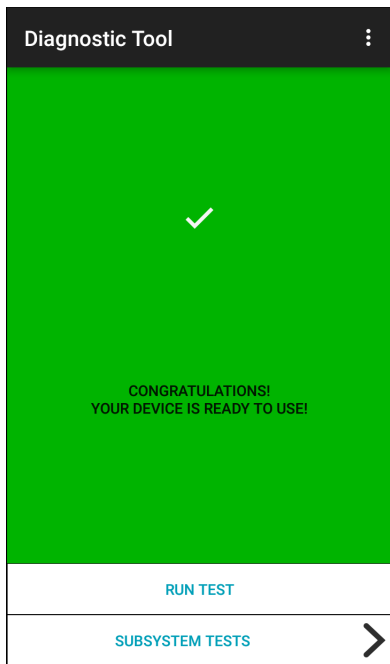 Diagnostic Tool
CONGRATULATIONS!
YOUR DEVICE IS READY TO USE!
RUN TEST
SUBSYSTEM TESTS